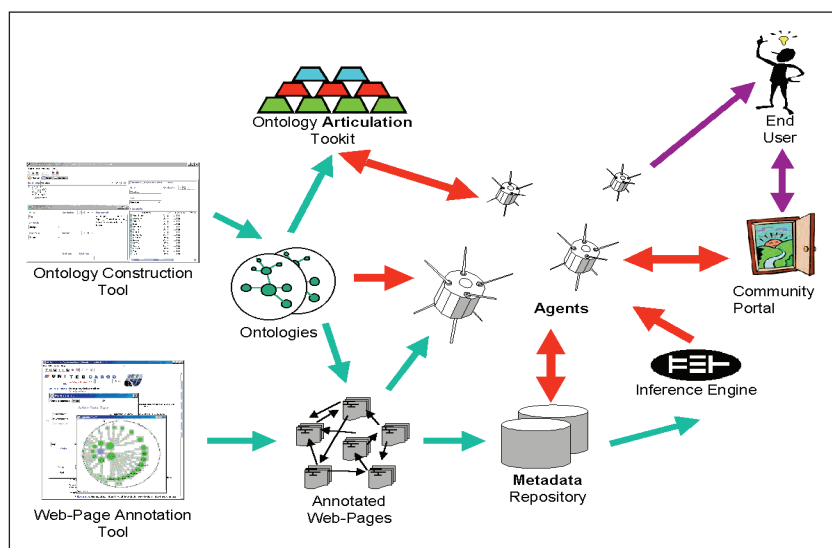 Ontology Articulation
Tookit
End
User
Ontology Construction
Tool
Ontologies
Agents
Community
Portal
Inference Engine
Annotated
Web-Pages
Metadata
Repository
Web-Page Annotation
Tool